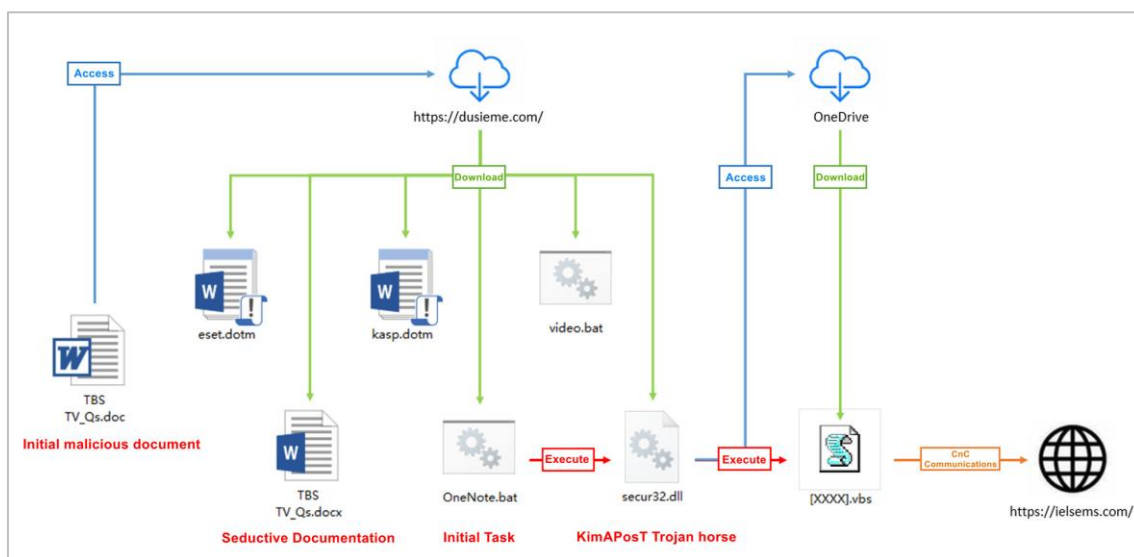 Access
https://dusieme.com/
OneDrive
Download
Access
Download
eset.dotm
kasp.dotm
video.bat
TBS
TV_Qs.doc
Initial malicious document
Execute
Execute
CnC
Communications
TBS
TV_Qs.docx
OneNote.bat
secur32.dll
[XXXX].vbs
https://ielsems.com/
Seductive Documentation
Initial Task
KimAPosT Trojan horse